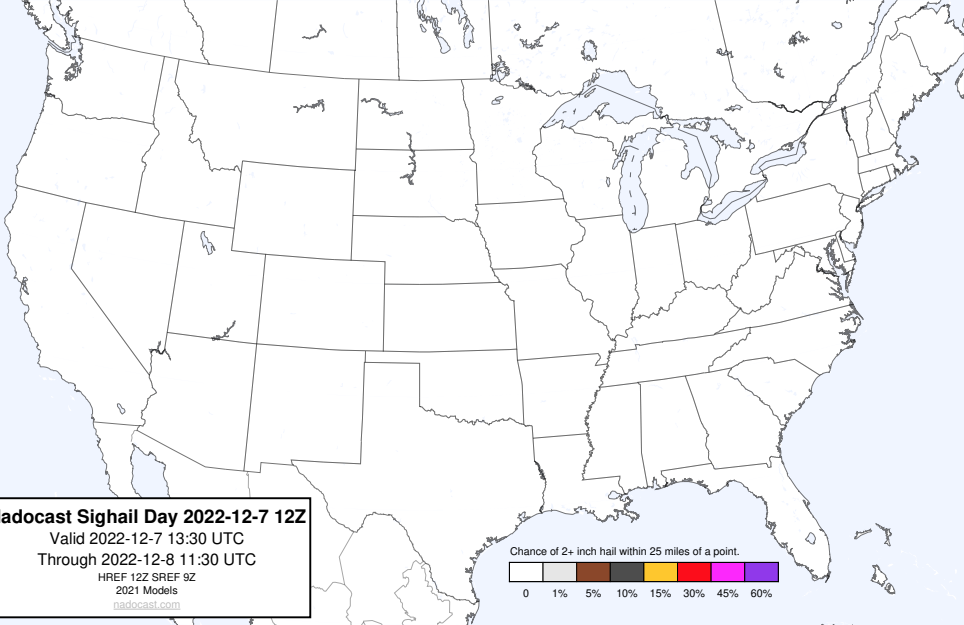 adocast Sighail Day 2022-12-7 12Z
Valid 2022-12-7 13:30 UTC
Through 2022-12-8 11:30 UTC
HREF 12Z SREF 9Z
2021 Models
nadocast.com
Chance of 2+ inch hail within 25 miles of a point.
0 1% 5% 10% 15% 30% 45% 60%